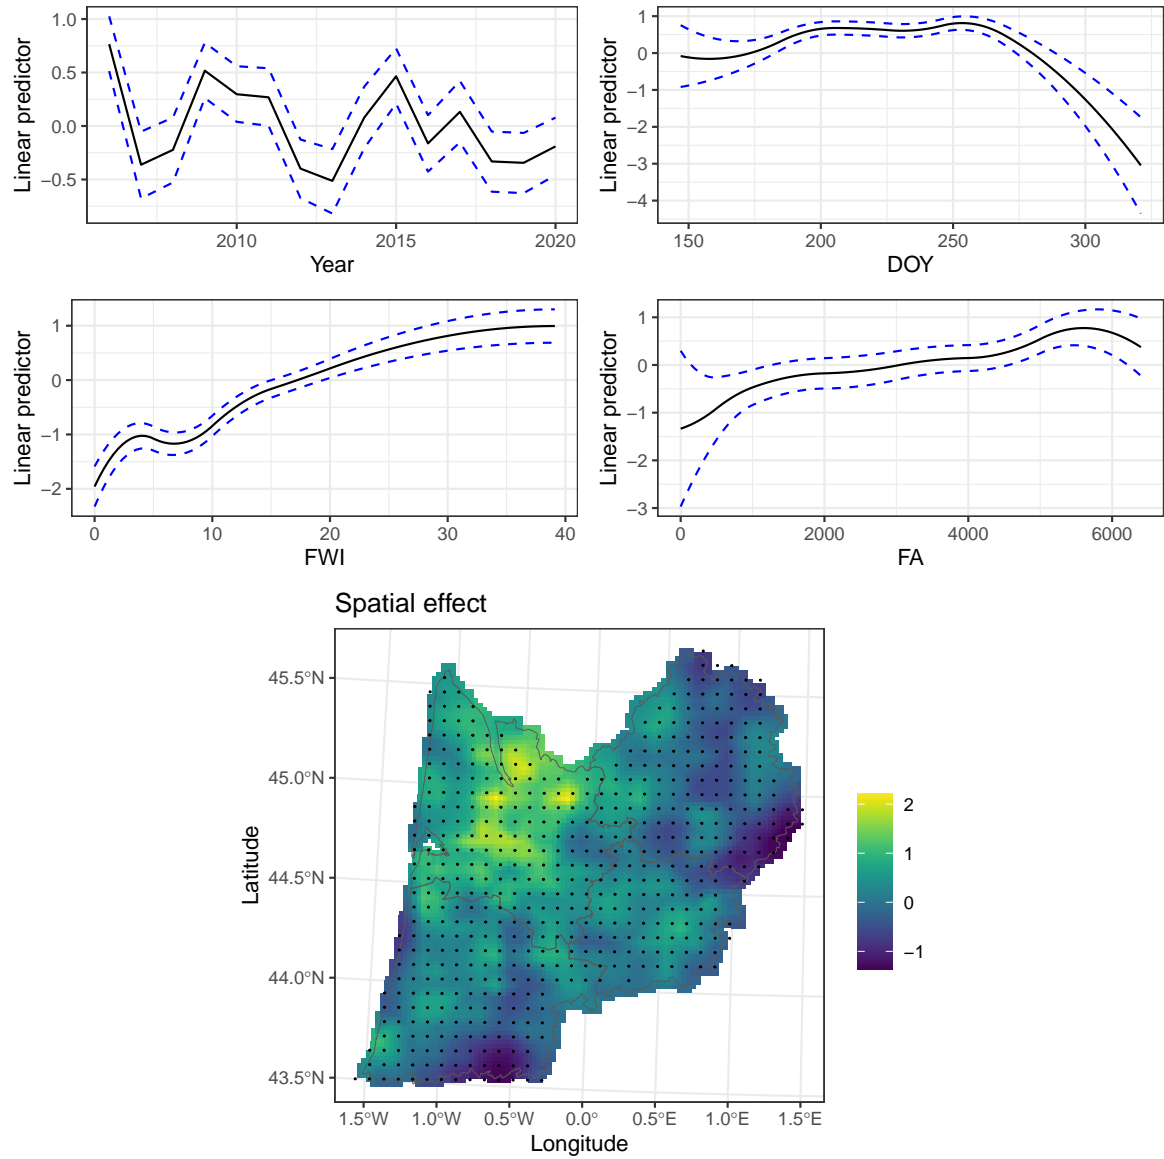 Linear predictor
1.0
0.5
0.0
−0.5
2010
2015
2020
Year
Linear predictor
1
0
−1
−2
−3
−4
150
200
250
300
DOY
Linear predictor
1
0
−1
−2
0
10
20
30
40
FWI
Linear predictor
1
0
−1
−2
−3
0
2000
4000
6000
FA
Spatial effect
Latitude
45.5°N
45.0°N
44.5°N
44.0°N
43.5°N
1.5°W
1.0°W
0.5°W
0.0°
0.5°E
1.0°E
1.5°E
Longitude
2
1
0
−1